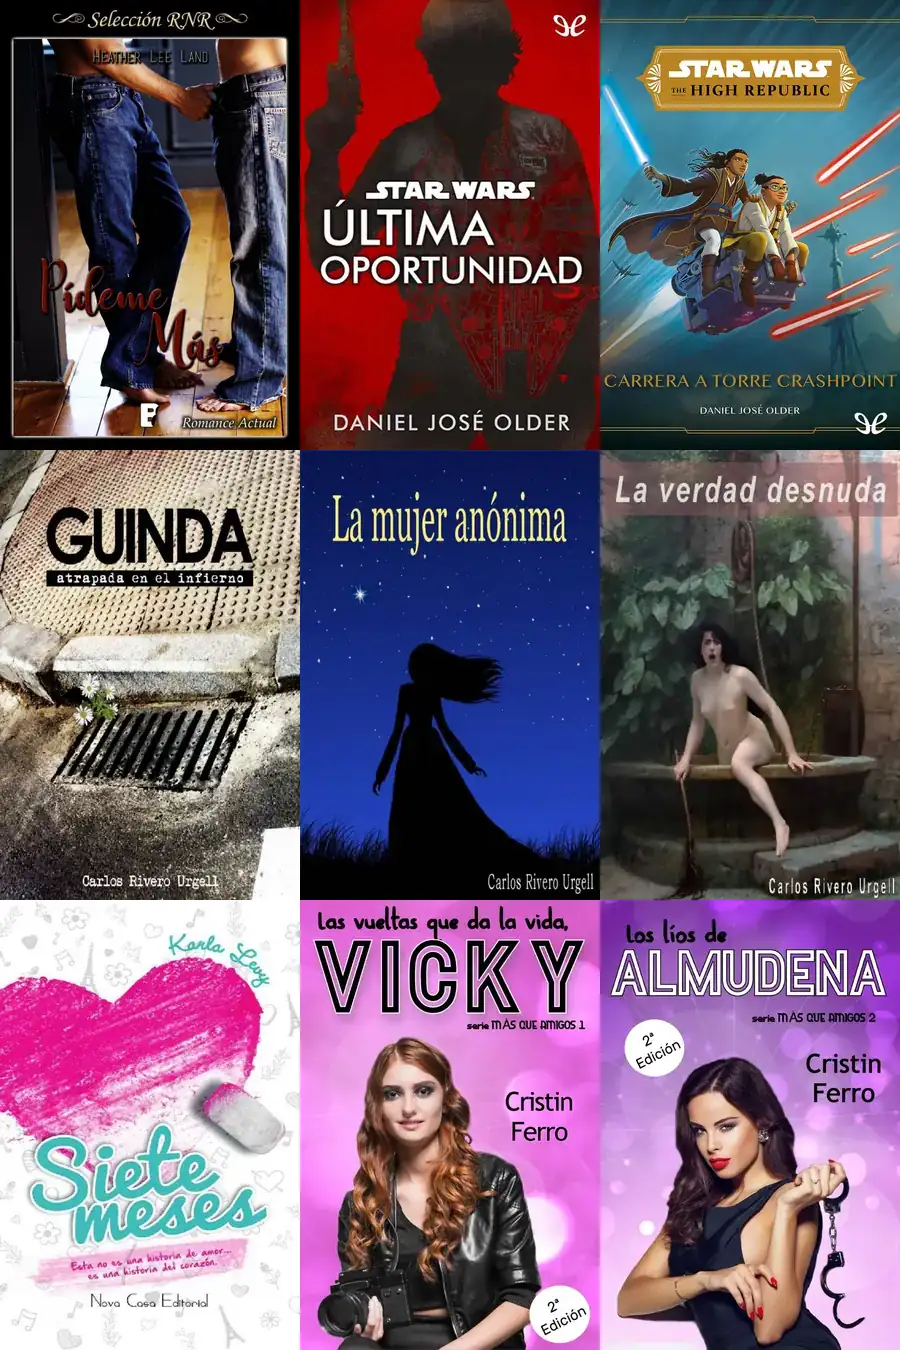 Selección RNR
HEATHER LEE LAND
Pídeme
Más
B
Romance Actual
STAR WARS
ÚLTIMA
OPORTUNIDAD
DANIEL JOSÉ OLDER
STAR WARS
THE HIGH REPUBLIC
CARRERA A TORRE CRASHPOINT
DANIEL JOSÉ OLDER
GUINDA
atrapada en el infierno
Carlos Rivero Urgell
La mujer anónima
Carlos Rivero Urgell
La verdad desnuda
Carlos Rivero Urgell
Karla Levy
Siete
meses
Esta no es una historia de amor...
es una historia del corazón.
Nova Casa Editorial
Las vueltas que da la vida,
VICKY
serie MÁS QUE AMIGOS 1
Cristin
Ferro
2ª
Edición
Los líos de
ALMUDENA
serie MÁS QUE AMIGOS 2
2ª
Edición
Cristin
Ferro